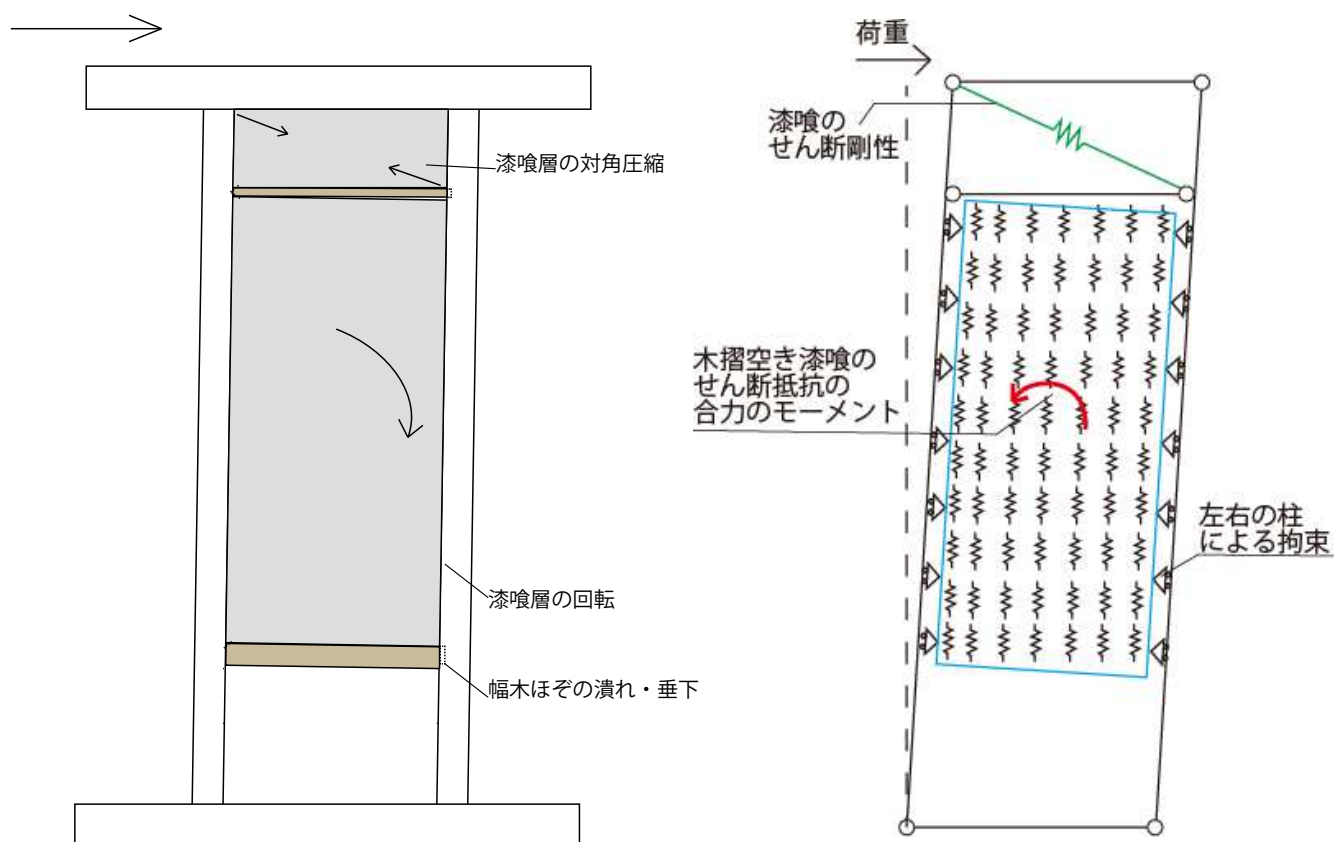 漆喰層の対角圧縮
漆喰層の回転
幅木ほぞの潰れ・垂下
荷重
漆喰の
せん断剛性
木摺空き漆喰の
せん断抵抗の
合力のモーメント
左右の柱
による拘束